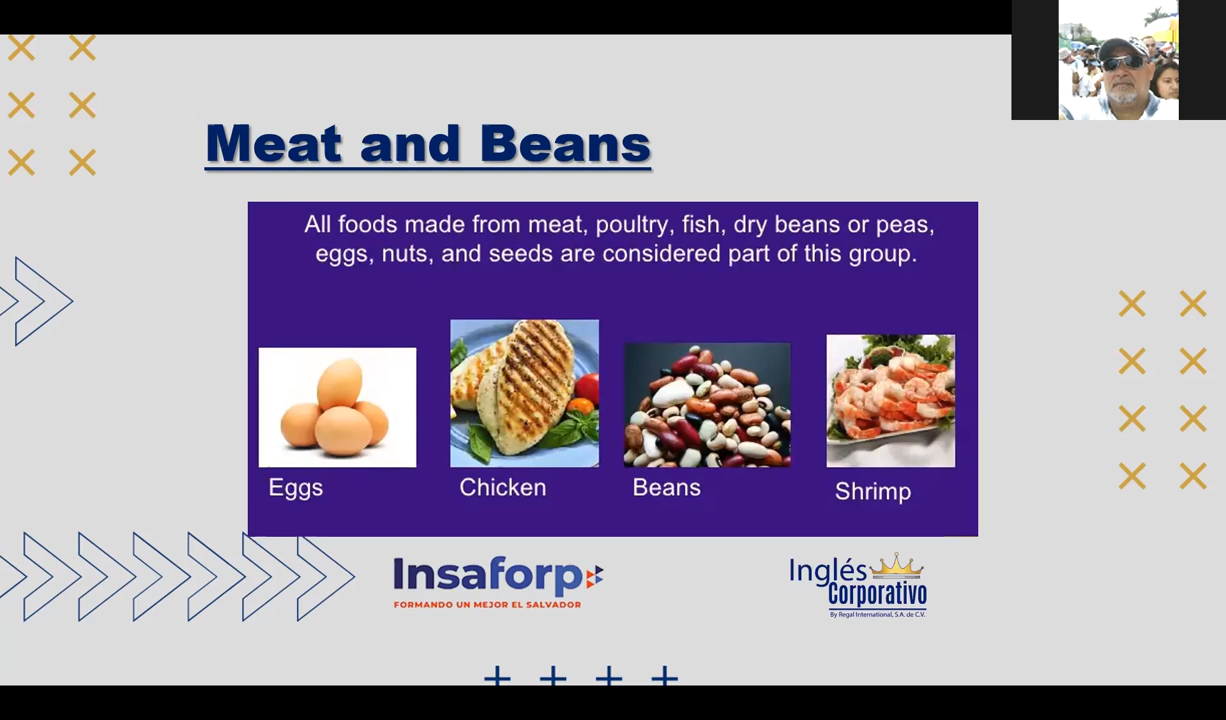 Meat and Beans
All foods made from meat, poultry, fish, dry beans or peas,
eggs, nuts, and seeds are considered part of this group.
Eggs
Chicken
Beans
Shrimp
Insaforp
FORMANDO UN MEJOR EL SALVADOR
Inglés
Corporativo
By Regal International, S.A. de C.V.